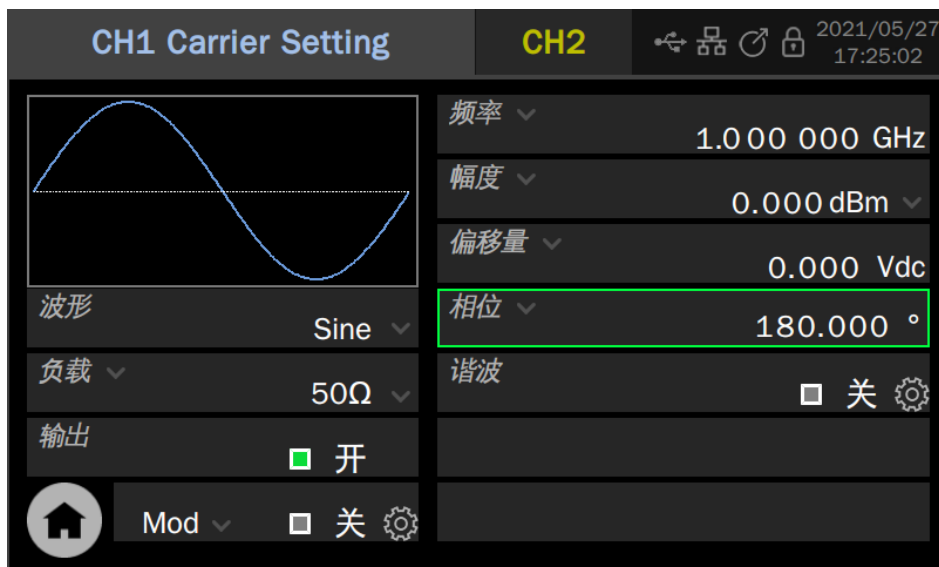 CH1 Carrier Setting
CH2
2021/05/27
17:25:02
频率
1.000 000 GHz
幅度
0.000 dBm
偏移量
0.000 Vdc
波形
Sine
相位
180.000 °
负载
50Ω
谐波
关
输出
开
Mod
关